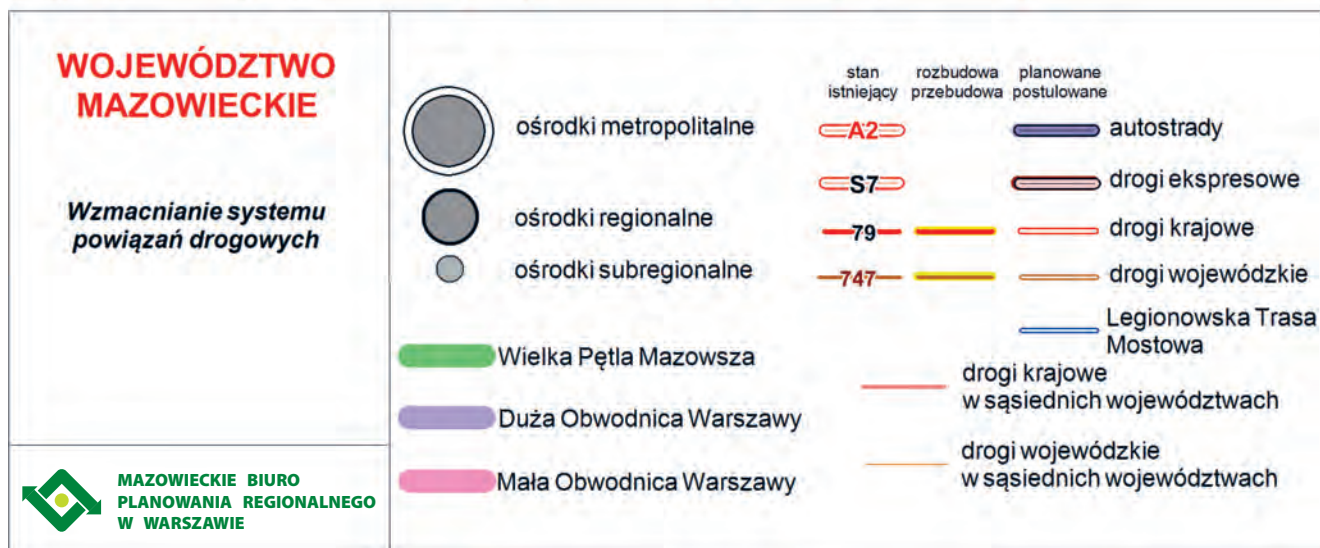 WOJEWÓDZTWO
MAZOWIECKIE
Wzmacnianie systemu
powiązań drogowych
MAZOWIECKIE BIURO
PLANOWANIA REGIONALNEGO
W WARSZAWIE
ośrodki metropolitalne
ośrodki regionalne
ośrodki subregionalne
Wielka Pętla Mazowsza
Duża Obwodnica Warszawy
Mała Obwodnica Warszawy
stan
istniejący
rozbudowa
przebudowa
planowane
postulowane
A2 autostrady
S7 drogi ekspresowe
79 drogi krajowe
747 drogi wojewódzkie
Legionowska Trasa
Mostowa
drogi krajowe
w sąsiednich województwach
drogi wojewódzkie
w sąsiednich województwach